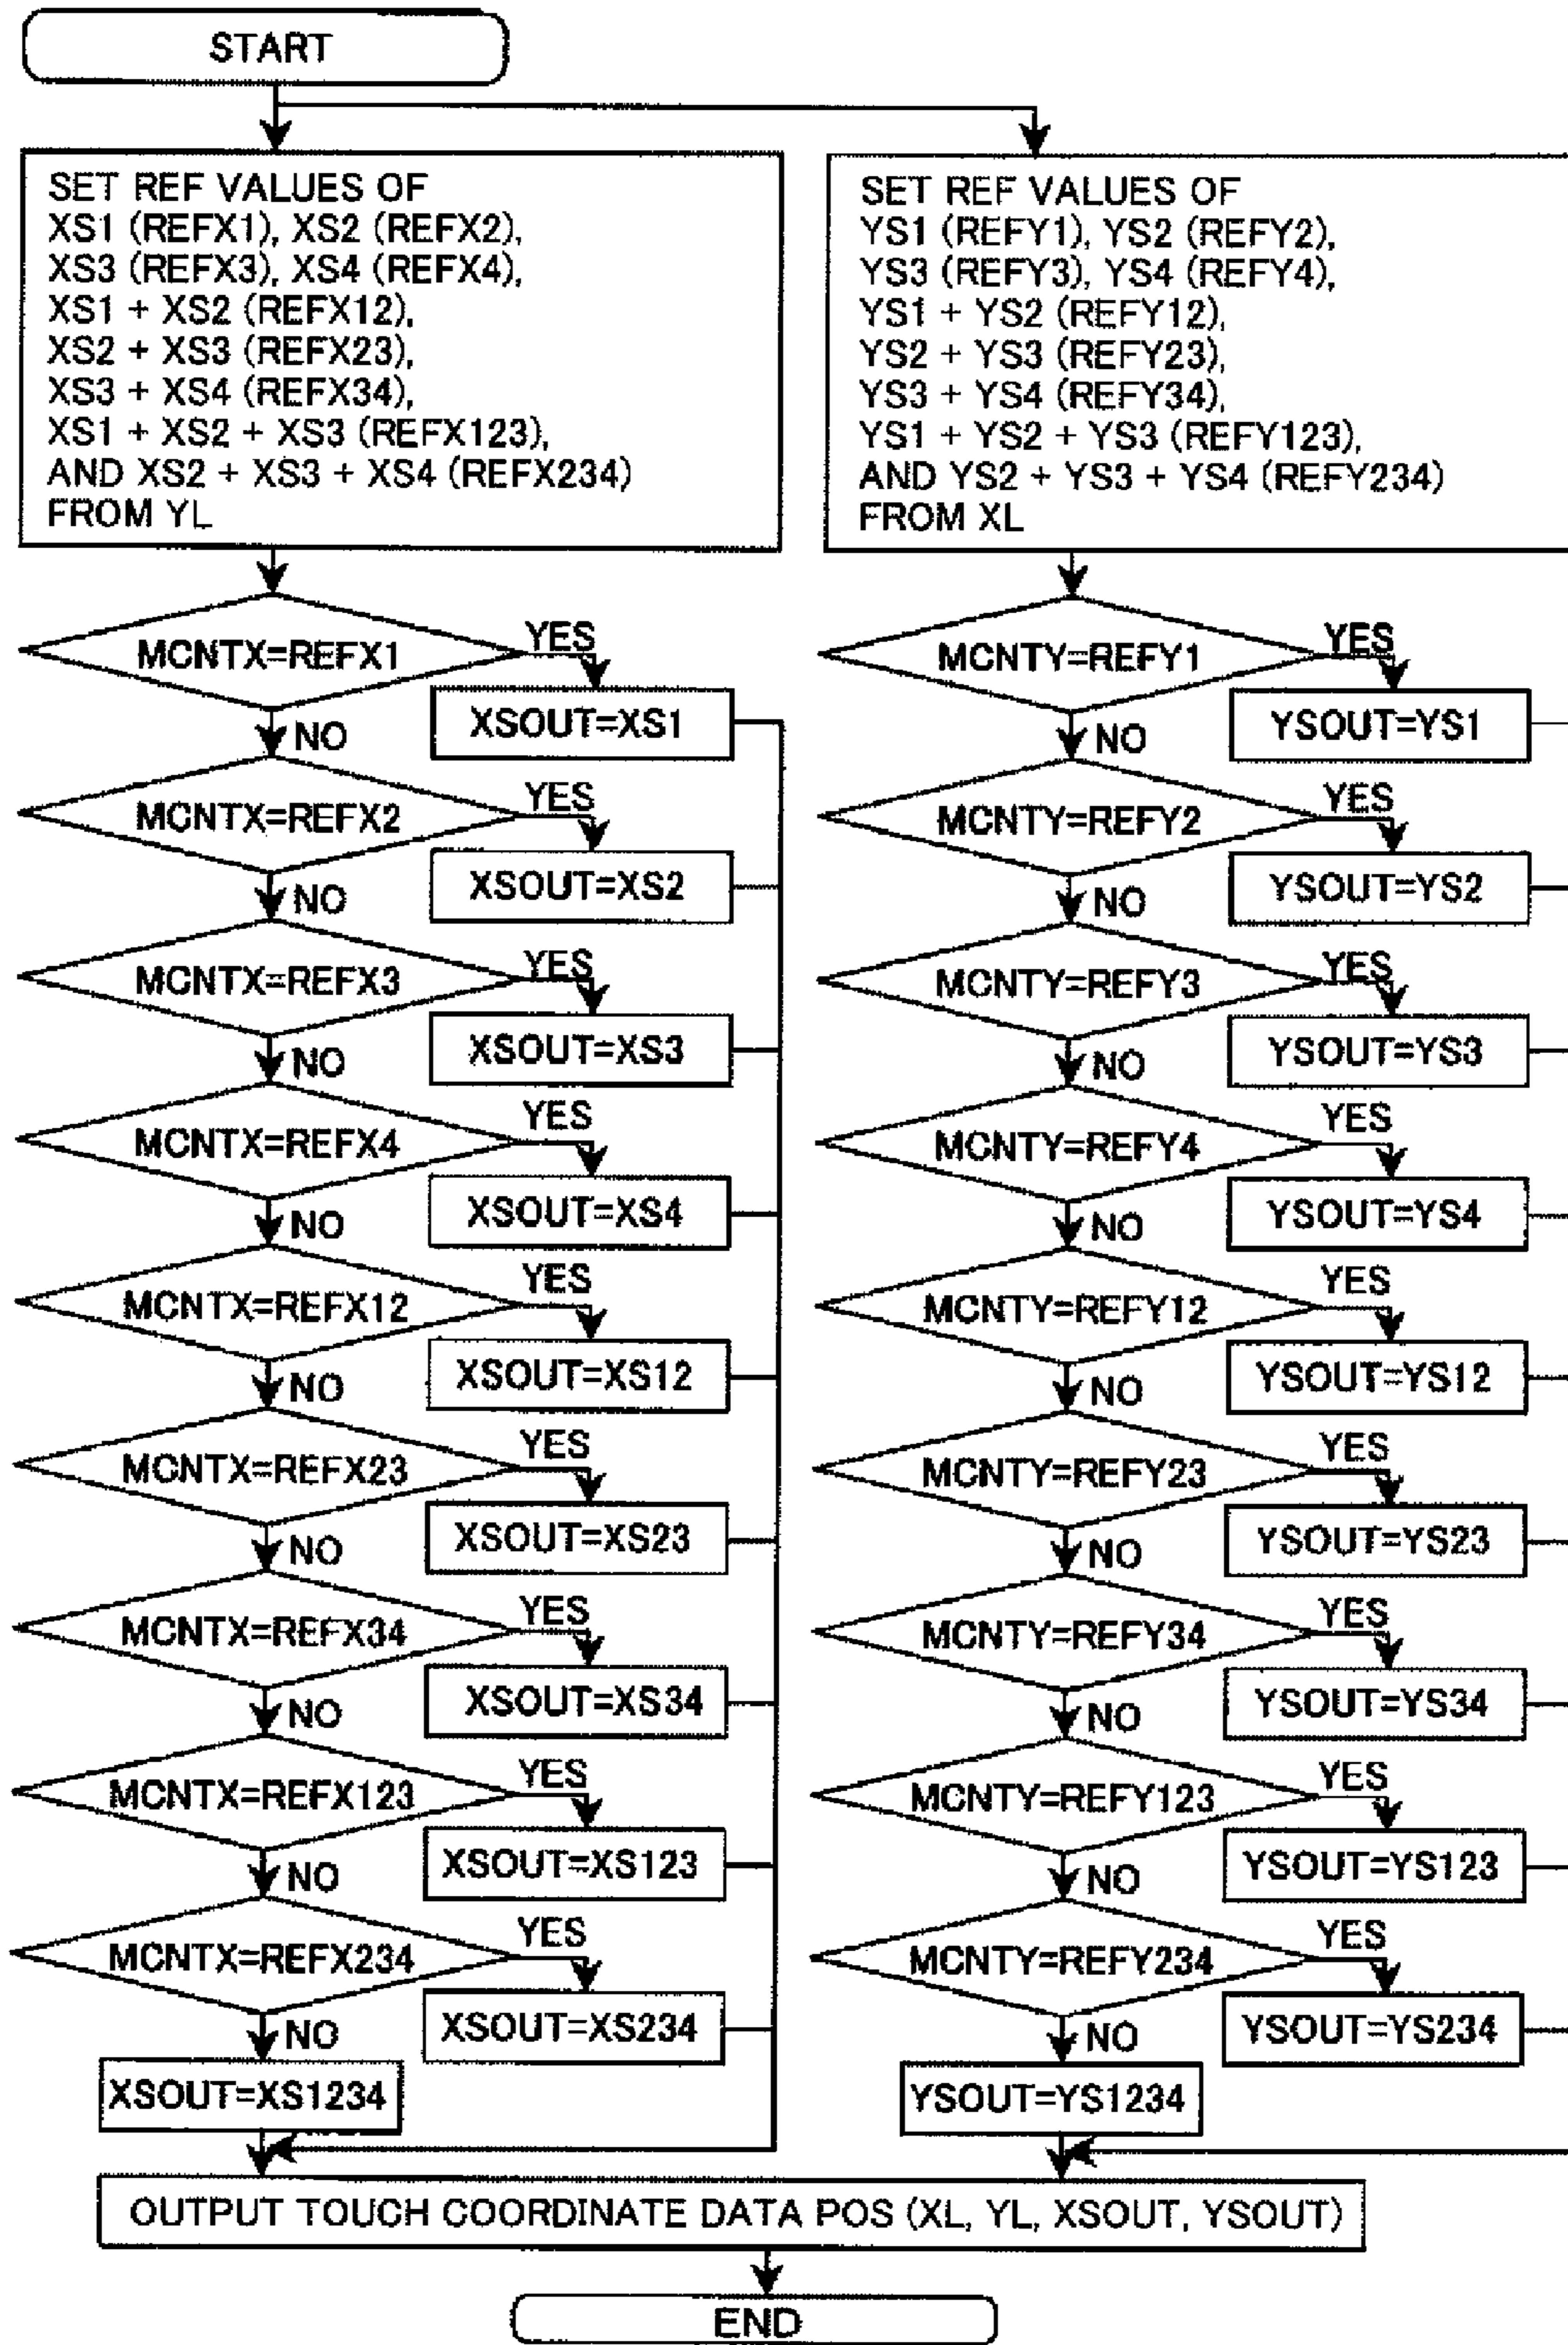 START
SET REF VALUES OF
XS1 (REFX1), XS2 (REFX2),
XS3 (REFX3), XS4 (REFX4),
XS1 + XS2 (REFX12),
XS2 + XS3 (REFX23),
XS3 + XS4 (REFX34),
XS1 + XS2 + XS3 (REFX123),
AND XS2 + XS3 + XS4 (REFX234)
FROM YL
MCNTX=REFX1
YES
XSOUT=XS1
NO
MCNTX=REFX2
YES
XSOUT=XS2
NO
MCNTX=REFX3
YES
XSOUT=XS3
NO
MCNTX=REFX4
YES
XSOUT=XS4
NO
MCNTX=REFX12
YES
XSOUT=XS12
NO
MCNTX=REFX23
YES
XSOUT=XS23
NO
MCNTX=REFX34
YES
XSOUT=XS34
NO
MCNTX=REFX123
YES
XSOUT=XS123
NO
MCNTX=REFX234
YES
XSOUT=XS234
NO
XSOUT=XS1234
SET REF VALUES OF
YS1 (REFY1), YS2 (REFY2),
YS3 (REFY3), YS4 (REFY4),
YS1 + YS2 (REFY12),
YS2 + YS3 (REFY23),
YS3 + YS4 (REFY34),
YS1 + YS2 + YS3 (REFY123),
AND YS2 + YS3 + YS4 (REFY234)
FROM XL
MCNTY=REFY1
YES
YSOUT=YS1
NO
MCNTY=REFY2
YES
YSOUT=YS2
NO
MCNTY=REFY3
YES
YSOUT=YS3
NO
MCNTY=REFY4
YES
YSOUT=YS4
NO
MCNTY=REFY12
YES
YSOUT=YS12
NO
MCNTY=REFY23
YES
YSOUT=YS23
NO
MCNTY=REFY34
YES
YSOUT=YS34
NO
MCNTY=REFY123
YES
YSOUT=YS123
NO
MCNTY=REFY234
YES
YSOUT=YS234
NO
YSOUT=YS1234
OUTPUT TOUCH COORDINATE DATA POS (XL, YL, XSOUT, YSOUT)
END